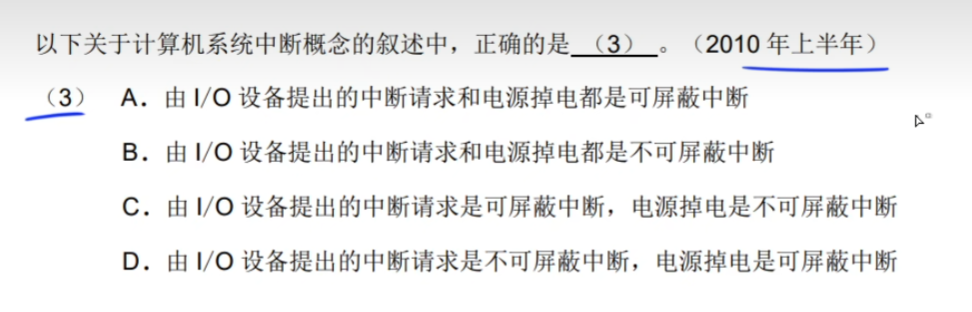 以下关于计算机系统中断概念的叙述中，正确的是（3）。（2010 年上半年）
（3） A．由 I/O 设备提出的中断请求和电源掉电都是可屏蔽中断
B．由 I/O 设备提出的中断请求和电源掉电都是不可屏蔽中断
C．由 I/O 设备提出的中断请求是可屏蔽中断，电源掉电是不可屏蔽中断
D．由 I/O 设备提出的中断请求是不可屏蔽中断，电源掉电是可屏蔽中断